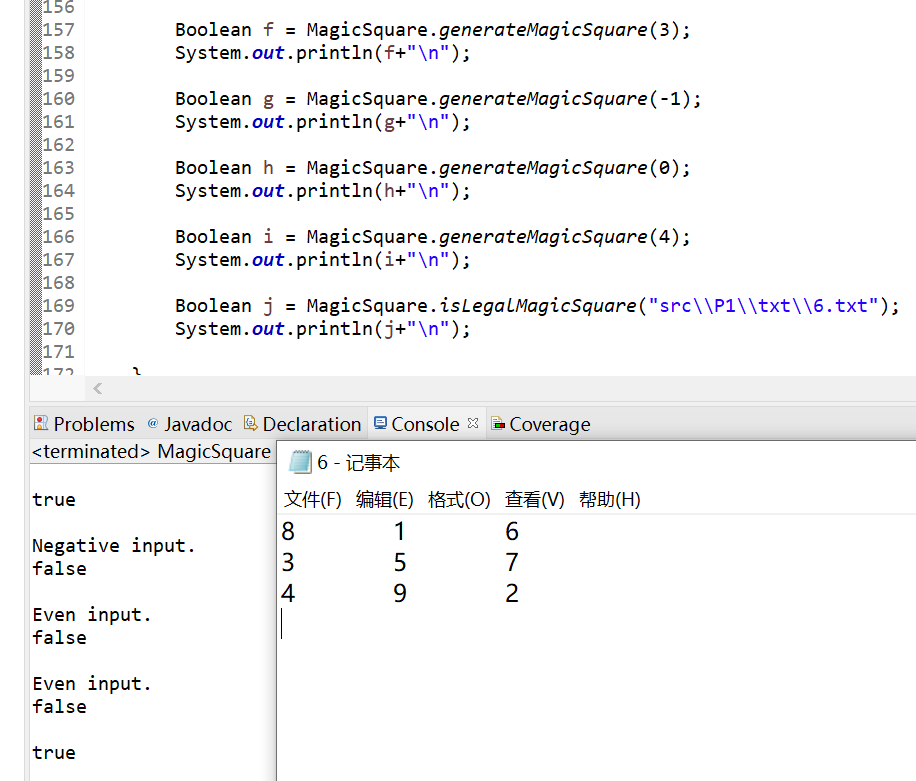 156
157 Boolean f = MagicSquare.generateMagicSquare(3);
158 System.out.println(f+"\n");
159
160 Boolean g = MagicSquare.generateMagicSquare(-1);
161 System.out.println(g+"\n");
162
163 Boolean h = MagicSquare.generateMagicSquare(0);
164 System.out.println(h+"\n");
165
166 Boolean i = MagicSquare.generateMagicSquare(4);
167 System.out.println(i+"\n");
168
169 Boolean j = MagicSquare.isLegalMagicSquare("src\\P1\\txt\\6.txt");
170 System.out.println(j+"\n");
171
172 }
Problems @ Javadoc Declaration Console Coverage
<terminated> MagicSquare
true
Negative input.
false
Even input.
false
Even input.
false
true
6 - 记事本
文件(F) 编辑(E) 格式(O) 查看(V) 帮助(H)
8 1 6
3 5 7
4 9 2